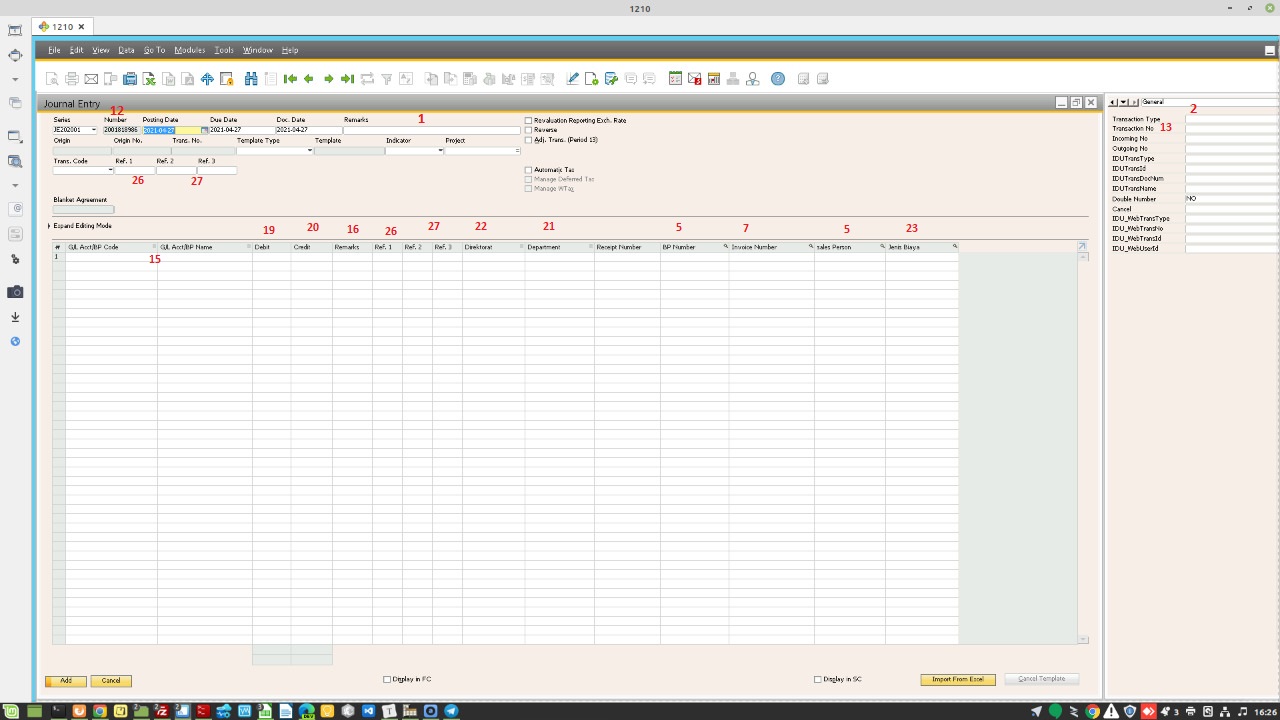 1210
1210
File Edit View Data Go To Modules Tools Window Help
Journal Entry
General
12
Series Number Posting Date Due Date Doc. Date Remarks 1
JE202001 2001818986 2021-04-27 2021-04-27 2021-04-27
Origin Origin No. Trans. No. Template Type Template Indicator Project
Trans. Code Ref. 1 Ref. 2 Ref. 3
26 27
Revaluation Reporting Exch. Rate
Reverse
Adj. Trans. (Period 13)
Automatic Tax
Manage Deferred Tax
Manage WTax
Blanket Agreement
Expand Editing Mode
19 20 16 26 27 22 21 5 7 5 23
# G/L Acct/BP Code G/L Acct/BP Name Debit Credit Remarks Ref. 1 Ref. 2 Ref. 3 Direktorat Department Receipt Number BP Number Invoice Number sales Person Jenis Biaya
1
15
Add Cancel Display in FC Display in SC Import From Excel Cancel Template
2
Transaction Type
Transaction No 13
Incoming No
Outgoing No
IDUTransType
IDUTransId
IDUTransDocNum
IDUTransName
Double Number NO
Cancel
IDU_WebTransType
IDU_WebTransNo
IDU_WebTransId
IDU_WebUserId
3 16:26